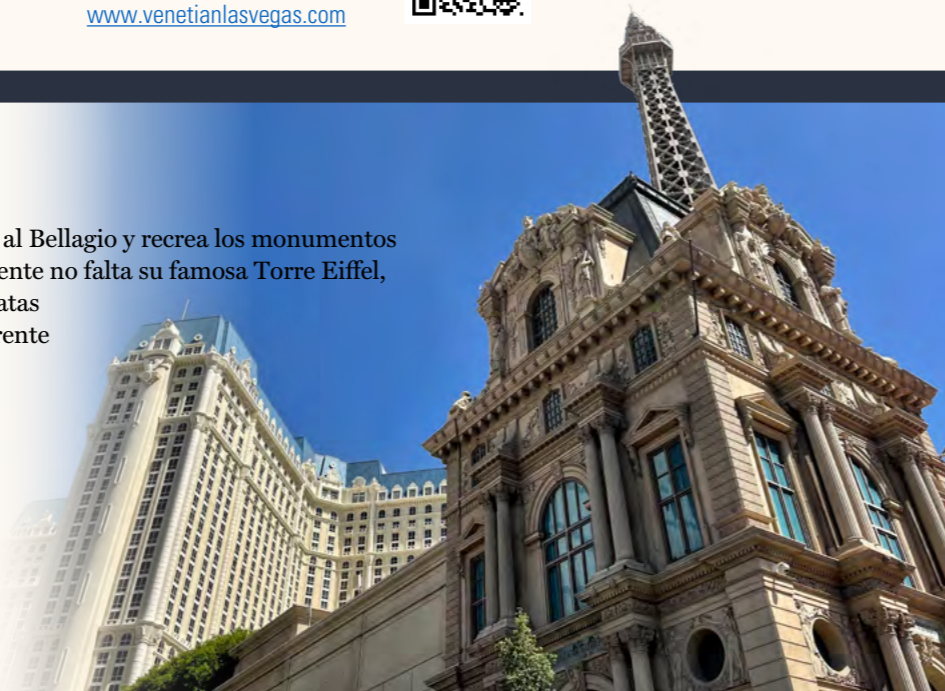 www.venetianlasvegas.com
al Bellagio y recrea los monumentos
ente no falta su famosa Torre Eiffel,
atas
rente